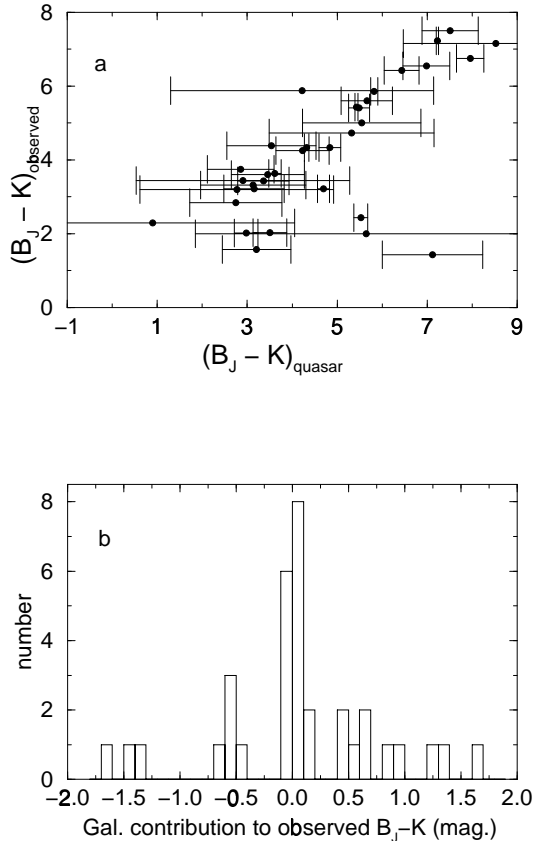 8
6
4
2
0
a
(B_J − K)_observed
−1 1 3 5 7 9
(B_J − K)_quasar
8
6
4
2
0
b
number
−2.0 −1.5 −1.0 −0.5 0.0 0.5 1.0 1.5 2.0
Gal. contribution to observed B_J−K (mag.)